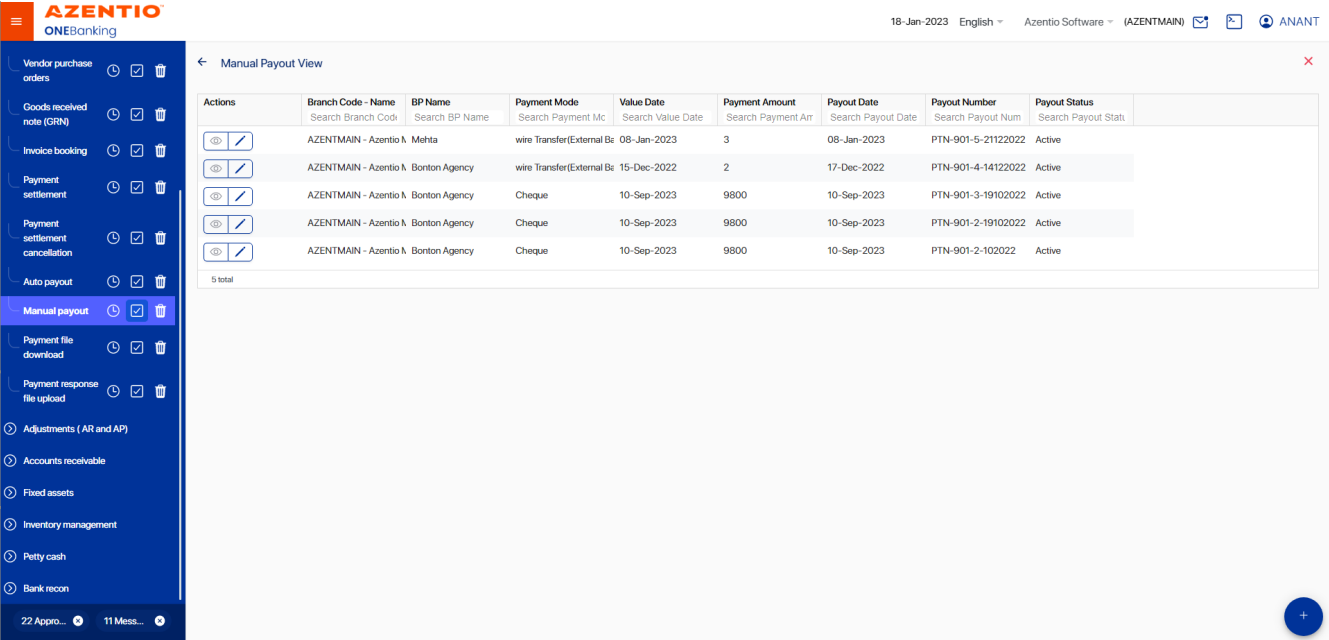 AZENTIO™
ONEBanking
18-Jan-2023 English Azentio Software (AZENTMAIN) ANANT
Vendor purchase
orders
Goods received
note (GRN)
Invoice booking
Payment
settlement
Payment
settlement
cancellation
Auto payout
Manual payout
Payment file
download
Payment response
file upload
Adjustments ( AR and AP)
Accounts receivable
Fixed assets
Inventory management
Petty cash
Bank recon
22 Appro... 11 Mess...
Manual Payout View
Actions Branch Code - Name BP Name Payment Mode Value Date Payment Amount Payout Date Payout Number Payout Status
Search Branch Code Search BP Name Search Payment Mc Search Value Date Search Payment Am Search Payout Date Search Payout Num Search Payout Statu
AZENTMAIN - Azentio M Mehta wire Transfer(External Ba 08-Jan-2023 3 08-Jan-2023 PTN-901-5-21122022 Active
AZENTMAIN - Azentio M Bonton Agency wire Transfer(External Ba 15-Dec-2022 2 17-Dec-2022 PTN-901-4-14122022 Active
AZENTMAIN - Azentio M Bonton Agency Cheque 10-Sep-2023 9800 10-Sep-2023 PTN-901-3-19102022 Active
AZENTMAIN - Azentio M Bonton Agency Cheque 10-Sep-2023 9800 10-Sep-2023 PTN-901-2-19102022 Active
AZENTMAIN - Azentio M Bonton Agency Cheque 10-Sep-2023 9800 10-Sep-2023 PTN-901-2-102022 Active
5 total